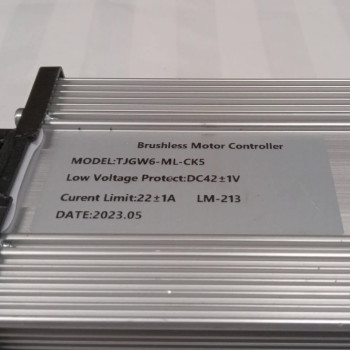 Brushless Motor Controller
MODEL:TJGW6-ML-CK5
Low Voltage Protect:DC42±1V
Curent Limit:22±1A LM-213
DATE:2023.05